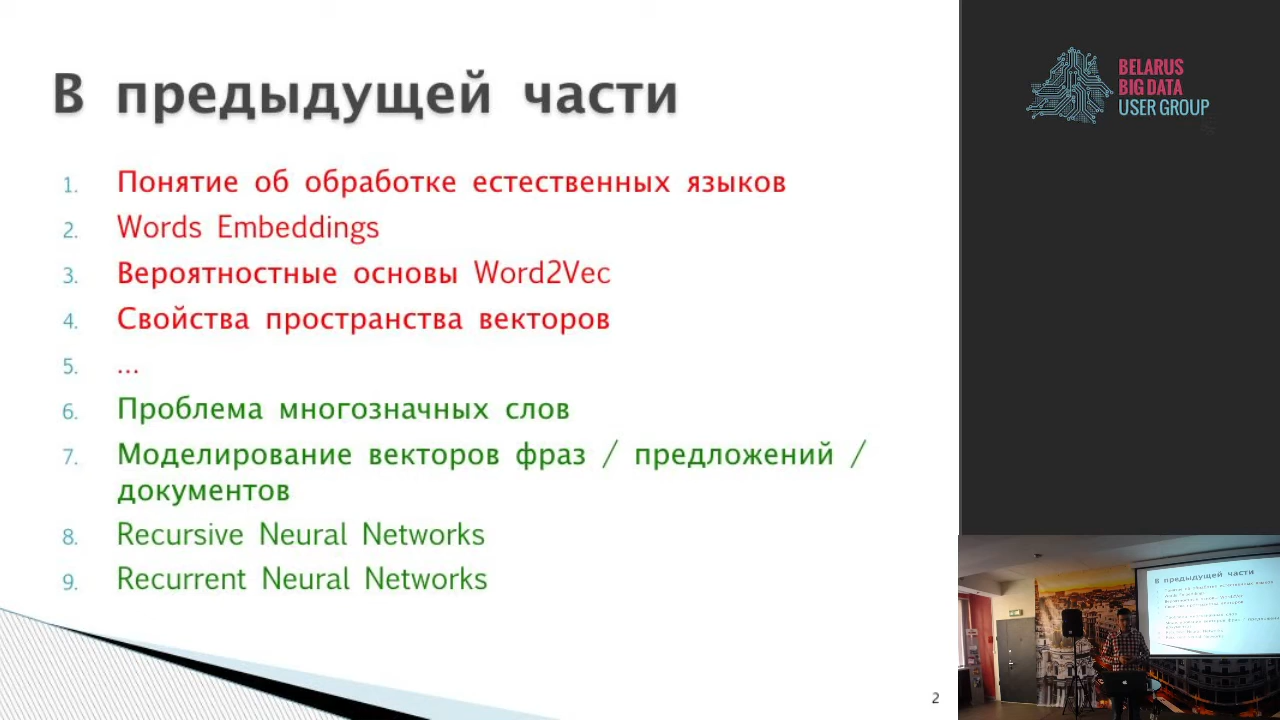 В предыдущей части
1. Понятие об обработке естественных языков
2. Words Embeddings
3. Вероятностные основы Word2Vec
4. Свойства пространства векторов
5. ...
6. Проблема многозначных слов
7. Моделирование векторов фраз / предложений /
документов
8. Recursive Neural Networks
9. Recurrent Neural Networks
2
BELARUS
BIG DATA
USER GROUP
В предыдущей части